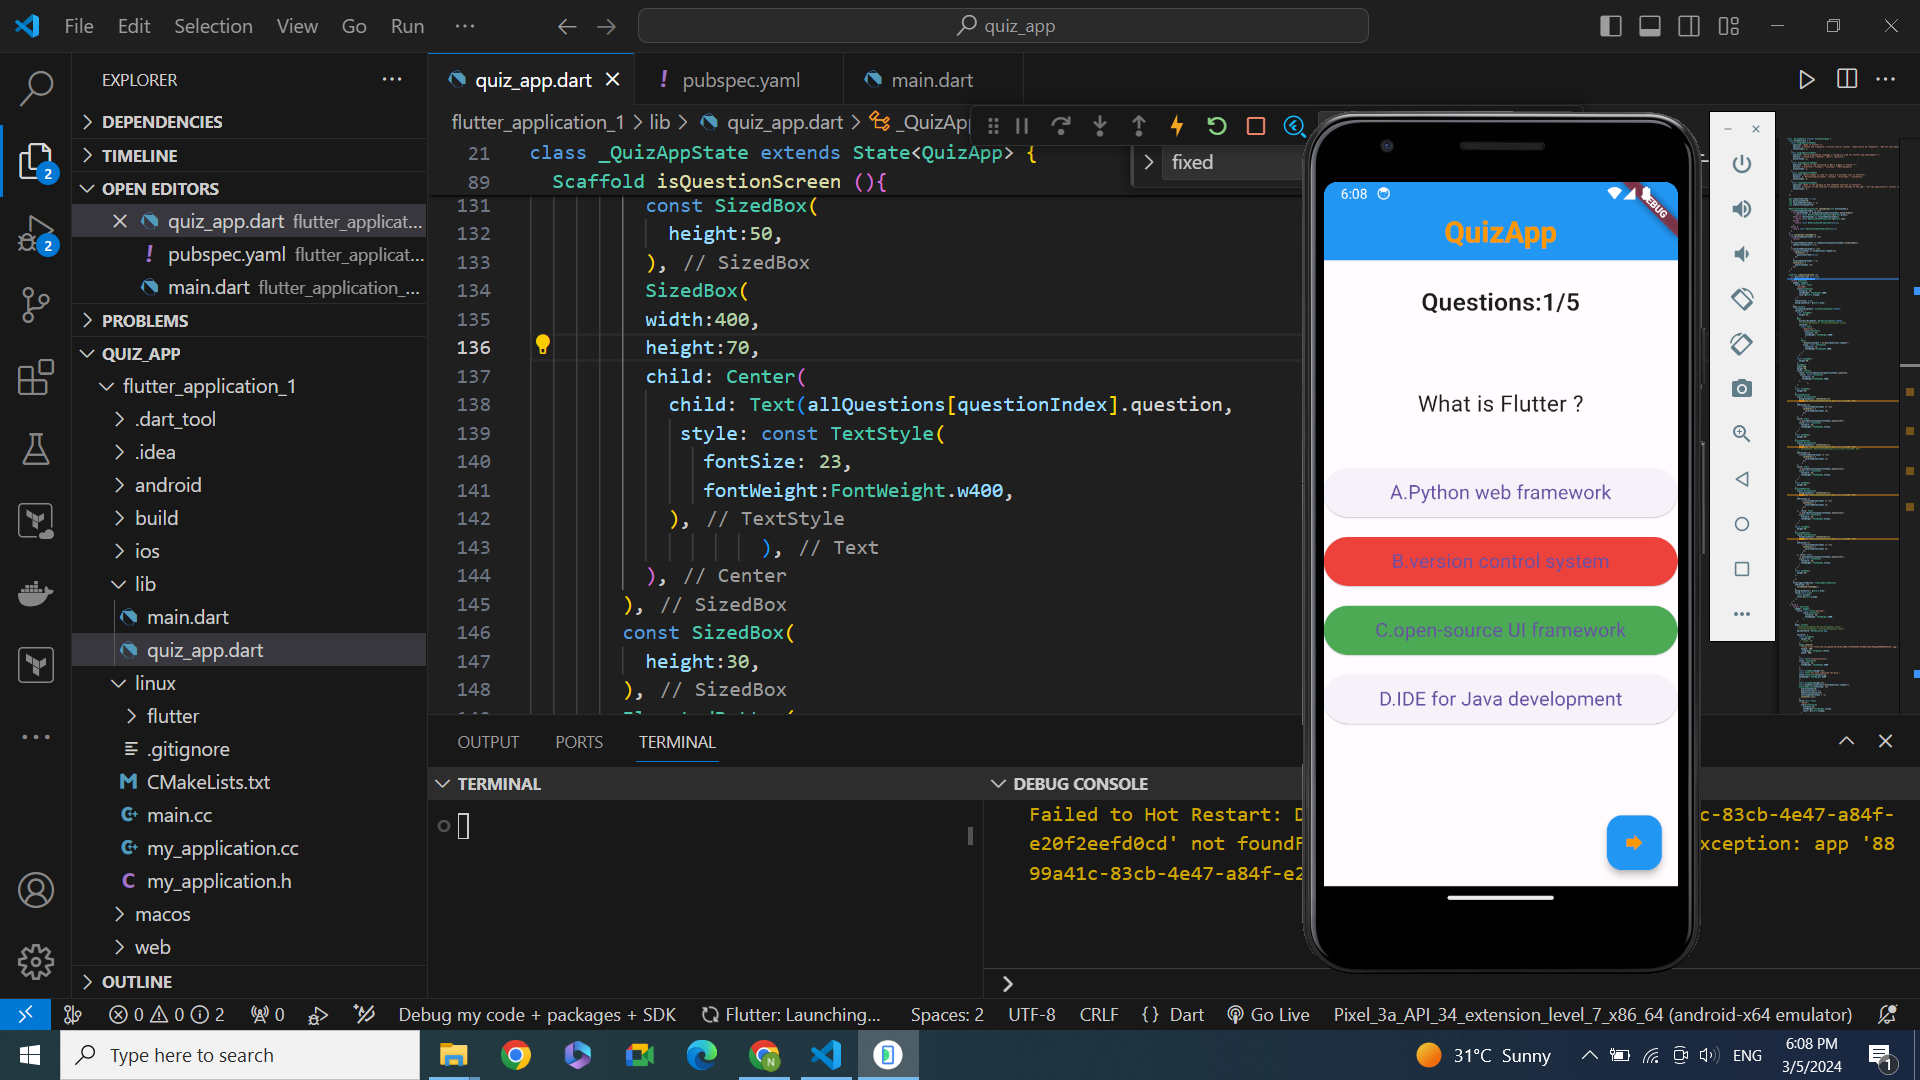 File Edit Selection View Go Run ···
quiz_app
EXPLORER
DEPENDENCIES
TIMELINE
OPEN EDITORS
quiz_app.dart flutter_applicat...
! pubspec.yaml flutter_applicat...
main.dart flutter_application_...
PROBLEMS
QUIZ_APP
flutter_application_1
.dart_tool
.idea
android
build
ios
lib
main.dart
quiz_app.dart
linux
flutter
.gitignore
CMakeLists.txt
main.cc
my_application.cc
my_application.h
macos
web
OUTLINE
2
2
quiz_app.dart
! pubspec.yaml
main.dart
flutter_application_1 > lib > quiz_app.dart > _QuizApp
fixed
21 class _QuizAppState extends State<QuizApp> {
89 Scaffold isQuestionScreen (){
131 const SizedBox(
132 height:50,
133 ), // SizedBox
134 SizedBox(
135 width:400,
136 height:70,
137 child: Center(
138 child: Text(allQuestions[questionIndex].question,
139 style: const TextStyle(
140 fontSize: 23,
141 fontWeight:FontWeight.w400,
142 ), // TextStyle
143 ), // Text
144 ), // Center
145 ), // SizedBox
146 const SizedBox(
147 height:30,
148 ), // SizedBox
OUTPUT PORTS TERMINAL
TERMINAL
DEBUG CONSOLE
Failed to Hot Restart: D
c-83cb-4e47-a84f-
e20f2eefd0cd' not foundF
xception: app '88
99a41c-83cb-4e47-a84f-e2
6:08
DEBUG
QuizApp
Questions:1/5
What is Flutter ?
A.Python web framework
B.version control system
C.open-source UI framework
D.IDE for Java development
0 0 2 0 Debug my code + packages + SDK Flutter: Launching... Spaces: 2 UTF-8 CRLF {} Dart Go Live Pixel_3a_API_34_extension_level_7_x86_64 (android-x64 emulator)
Type here to search
N
31°C Sunny
ENG
6:08 PM
3/5/2024
1